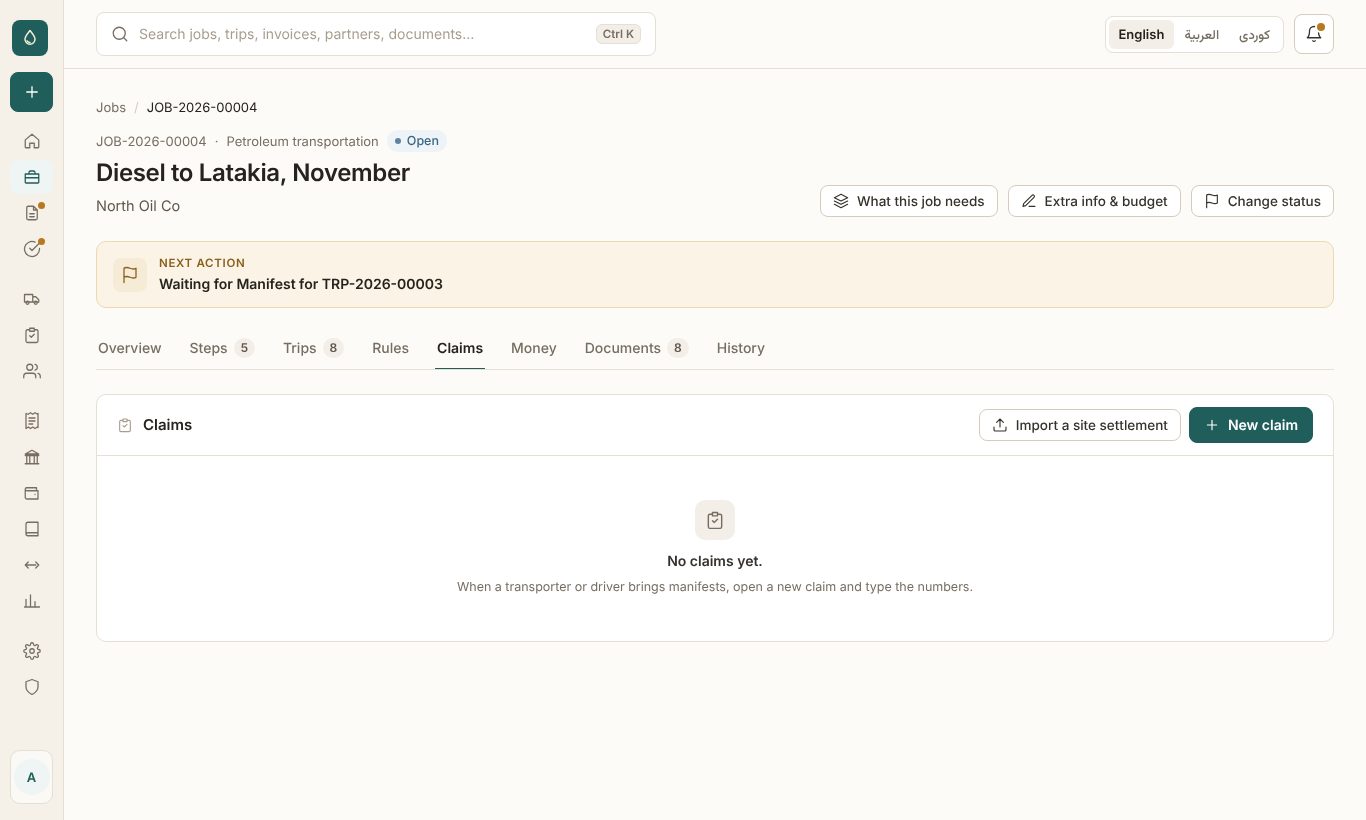 Search jobs, trips, invoices, partners, documents...
Ctrl K
English
العربية
کوردی
Jobs / JOB-2026-00004
JOB-2026-00004 · Petroleum transportation
Open
Diesel to Latakia, November
North Oil Co
What this job needs
Extra info & budget
Change status
NEXT ACTION
Waiting for Manifest for TRP-2026-00003
Overview
Steps 5
Trips 8
Rules
Claims
Money
Documents 8
History
Claims
Import a site settlement
New claim
No claims yet.
When a transporter or driver brings manifests, open a new claim and type the numbers.
A